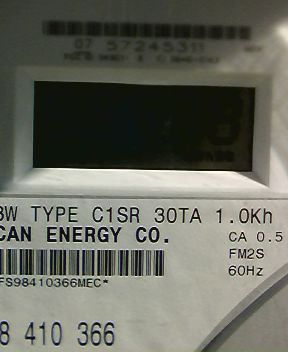 07 57245311
3W TYPE C1SR 30TA 1.0Kh
CAN ENERGY CO.
CA 0.5
FM2S
60Hz
FS98410366MEC*
8 410 366